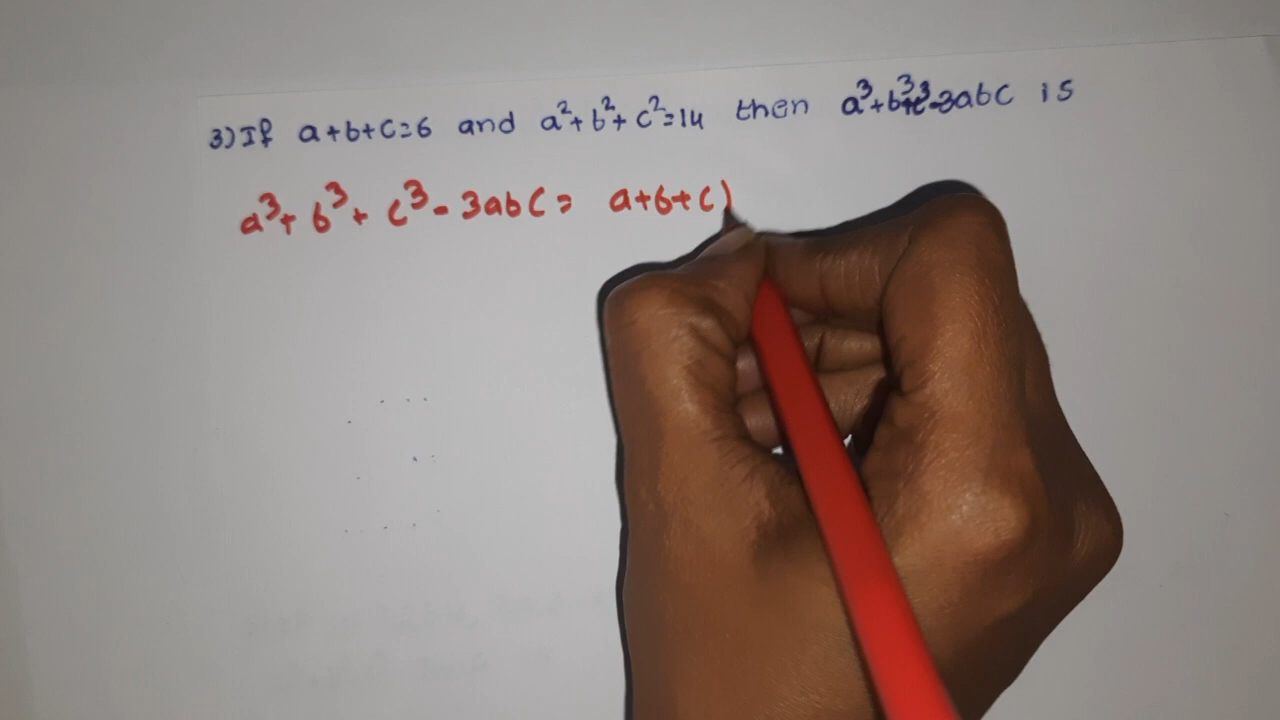 3) If a+b+c=6 and a²+b²+c²=14 then a³+b³+c³-3abc is
a³+b³+c³-3abc= a+b+c)